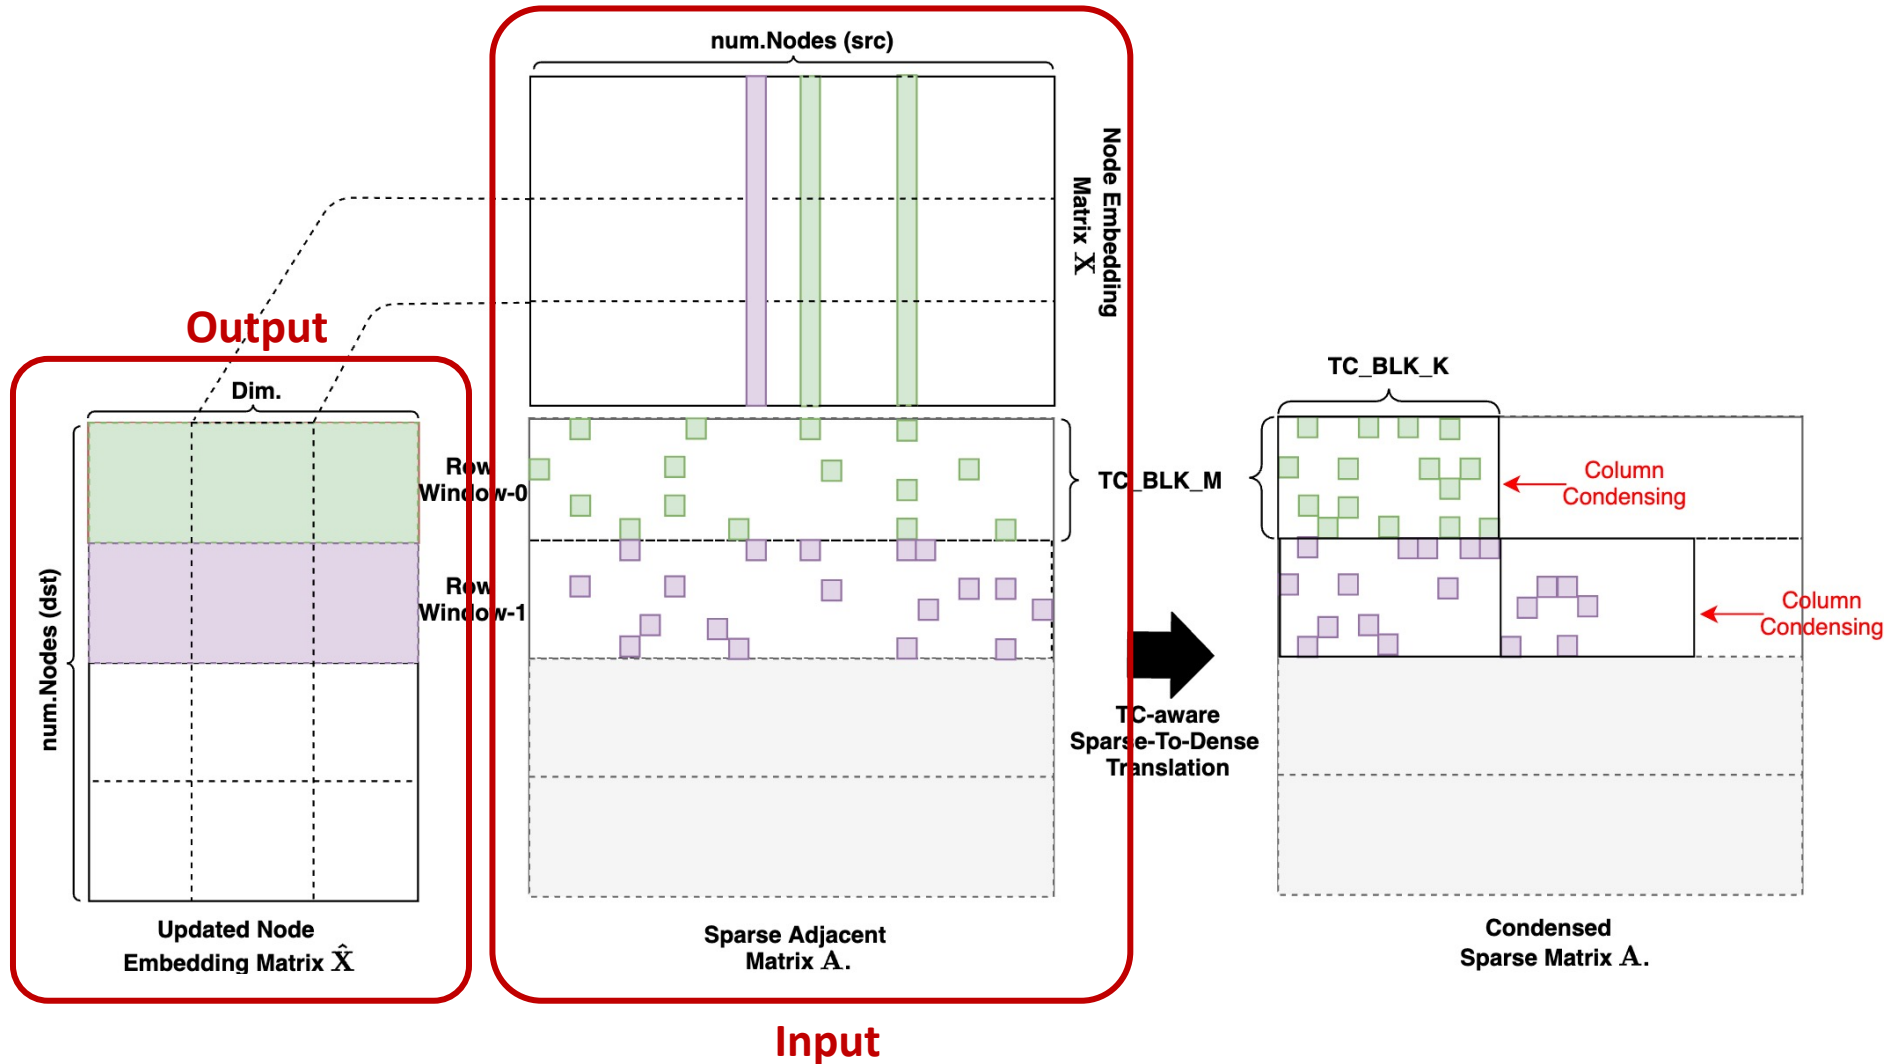 num.Nodes (src)
Node Embedding
Matrix X
Output
Dim.
num.Nodes (dst)
Row
Window-0
Row
Window-1
TC_BLK_M
TC_BLK_K
Column
Condensing
Column
Condensing
TC-aware
Sparse-To-Dense
Translation
Updated Node
Embedding Matrix X̂
Sparse Adjacent
Matrix A.
Condensed
Sparse Matrix A.
Input